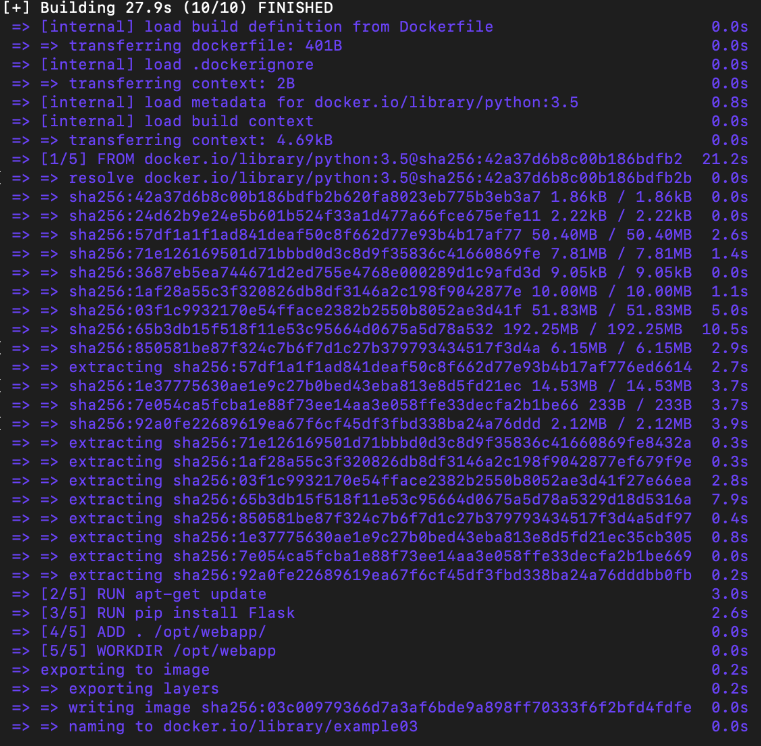 [+] Building 27.9s (10/10) FINISHED
=> [internal] load build definition from Dockerfile 0.0s
=> => transferring dockerfile: 401B 0.0s
=> [internal] load .dockerignore 0.0s
=> => transferring context: 2B 0.0s
=> [internal] load metadata for docker.io/library/python:3.5 0.8s
=> [internal] load build context 0.0s
=> => transferring context: 4.69kB 0.0s
=> [1/5] FROM docker.io/library/python:3.5@sha256:42a37d6b8c00b186bdfb2 21.2s
=> => resolve docker.io/library/python:3.5@sha256:42a37d6b8c00b186bdfb2b 0.0s
=> => sha256:42a37d6b8c00b186bdfb2b620fa8023eb775b3eb3a7 1.86kB / 1.86kB 0.0s
=> => sha256:24d62b9e24e5b601b524f33a1d477a66fce675efe11 2.22kB / 2.22kB 0.0s
=> => sha256:57df1a1f1ad841deaf50c8f662d77e93b4b17af77 50.40MB / 50.40MB 2.6s
=> => sha256:71e126169501d71bbbd0d3c8d9f35836c41660869fe 7.81MB / 7.81MB 1.4s
=> => sha256:3687eb5ea744671d2ed755e4768e000289d1c9afd3d 9.05kB / 9.05kB 0.0s
=> => sha256:1af28a55c3f320826db8df3146a2c198f9042877e 10.00MB / 10.00MB 1.1s
=> => sha256:03f1c9932170e54fface2382b2550b8052ae3d41f 51.83MB / 51.83MB 5.0s
=> => sha256:65b3db15f518f11e53c95664d0675a5d78a532 192.25MB / 192.25MB 10.5s
=> => sha256:850581be87f324c7b6f7d1c27b379793434517f3d4a 6.15MB / 6.15MB 2.9s
=> => extracting sha256:57df1a1f1ad841deaf50c8f662d77e93b4b17af776ed6614 2.7s
=> => sha256:1e37775630ae1e9c27b0bed43eba813e8d5fd21ec 14.53MB / 14.53MB 3.7s
=> => sha256:7e054ca5fcba1e88f73ee14aa3e058ffe33decfa2b1be66 233B / 233B 3.7s
=> => sha256:92a0fe22689619ea67f6cf45df3fbd338ba24a76ddd 2.12MB / 2.12MB 3.9s
=> => extracting sha256:71e126169501d71bbbd0d3c8d9f35836c41660869fe8432a 0.3s
=> => extracting sha256:1af28a55c3f320826db8df3146a2c198f9042877ef679f9e 0.3s
=> => extracting sha256:03f1c9932170e54fface2382b2550b8052ae3d41f27e66ea 2.8s
=> => extracting sha256:65b3db15f518f11e53c95664d0675a5d78a5329d18d5316a 7.9s
=> => extracting sha256:850581be87f324c7b6f7d1c27b379793434517f3d4a5df97 0.4s
=> => extracting sha256:1e37775630ae1e9c27b0bed43eba813e8d5fd21ec35cb305 0.8s
=> => extracting sha256:7e054ca5fcba1e88f73ee14aa3e058ffe33decfa2b1be669 0.0s
=> => extracting sha256:92a0fe22689619ea67f6cf45df3fbd338ba24a76dddbb0fb 0.2s
=> [2/5] RUN apt-get update 3.0s
=> [3/5] RUN pip install Flask 2.6s
=> [4/5] ADD . /opt/webapp/ 0.0s
=> [5/5] WORKDIR /opt/webapp 0.0s
=> exporting to image 0.2s
=> => exporting layers 0.2s
=> => writing image sha256:03c00979366d7a3af6bde9a898ff70333f6f2bfd4fdfe 0.0s
=> => naming to docker.io/library/example03 0.0s